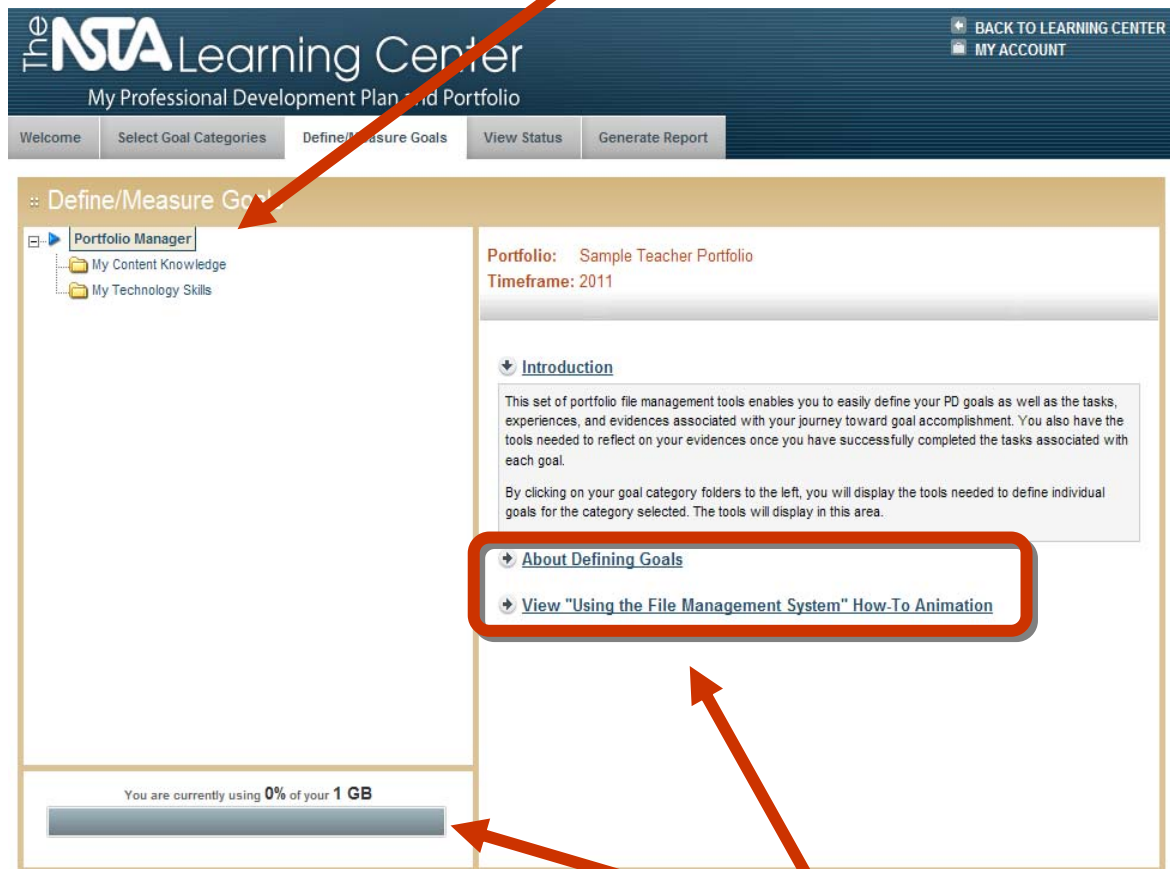 The NSTA Learning Center
My Professional Development Plan and Portfolio
BACK TO LEARNING CENTER
MY ACCOUNT
Welcome Select Goal Categories Define/Measure Goals View Status Generate Report
Define/Measure Goals
Portfolio Manager
My Content Knowledge
My Technology Skills
Portfolio: Sample Teacher Portfolio
Timeframe: 2011
Introduction
This set of portfolio file management tools enables you to easily define your PD goals as well as the tasks,
experiences, and evidences associated with your journey toward goal accomplishment. You also have the
tools needed to reflect on your evidences once you have successfully completed the tasks associated with
each goal.
By clicking on your goal category folders to the left, you will display the tools needed to define individual
goals for the category selected. The tools will display in this area.
About Defining Goals
View "Using the File Management System" How-To Animation
You are currently using 0% of your 1 GB